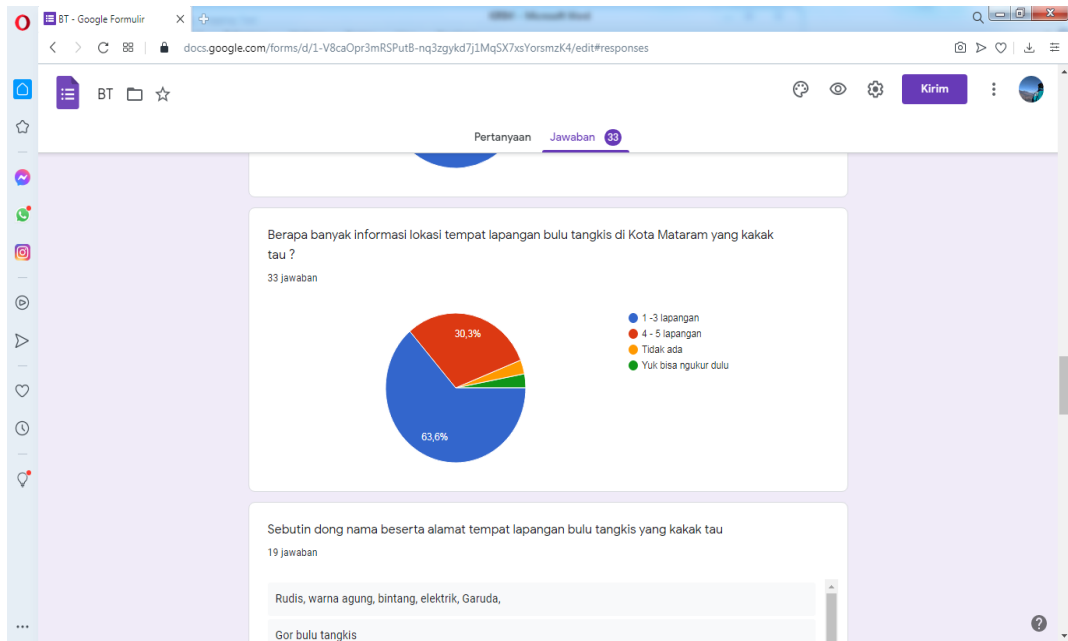 BT - Google Formulir
docs.google.com/forms/d/1-V8caOpr3mRSPutB-nq3zgykd7j1MqSX7xsYorsmzK4/edit#responses
BT
Kirim
Pertanyaan
Jawaban 33
Berapa banyak informasi lokasi tempat lapangan bulu tangkis di Kota Mataram yang kakak
tau ?
33 jawaban
30,3%
63,6%
1 -3 lapangan
4 - 5 lapangan
Tidak ada
Yuk bisa ngukur dulu
Sebutin dong nama beserta alamat tempat lapangan bulu tangkis yang kakak tau
19 jawaban
Rudis, warna agung, bintang, elektrik, Garuda,
Gor bulu tangkis